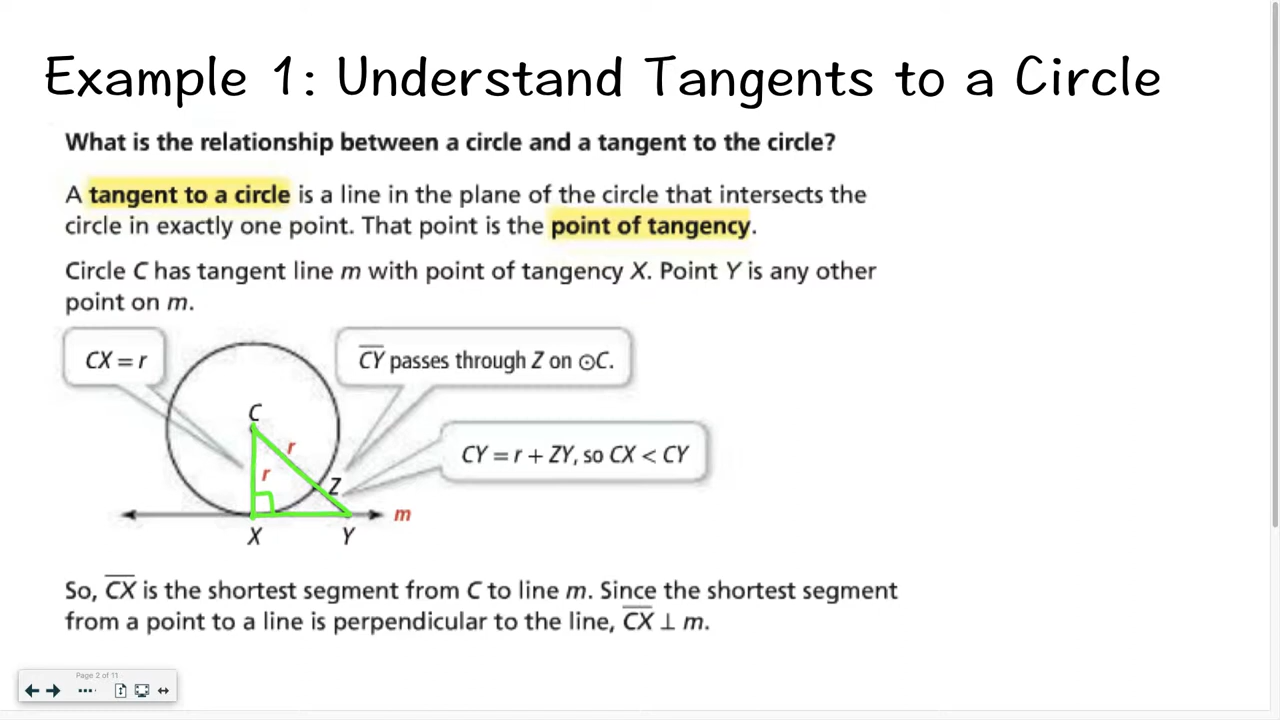 Example 1: Understand Tangents to a Circle
What is the relationship between a circle and a tangent to the circle?
A tangent to a circle is a line in the plane of the circle that intersects the
circle in exactly one point. That point is the point of tangency.
Circle C has tangent line m with point of tangency X. Point Y is any other
point on m.
CX = r
C̅Y̅ passes through Z on ⊙C.
C
r
r
CY = r + ZY, so CX < CY
Z
m
X
Y
So, C̅X̅ is the shortest segment from C to line m. Since the shortest segment
from a point to a line is perpendicular to the line, C̅X̅ ⊥ m.
Page 2 of 11